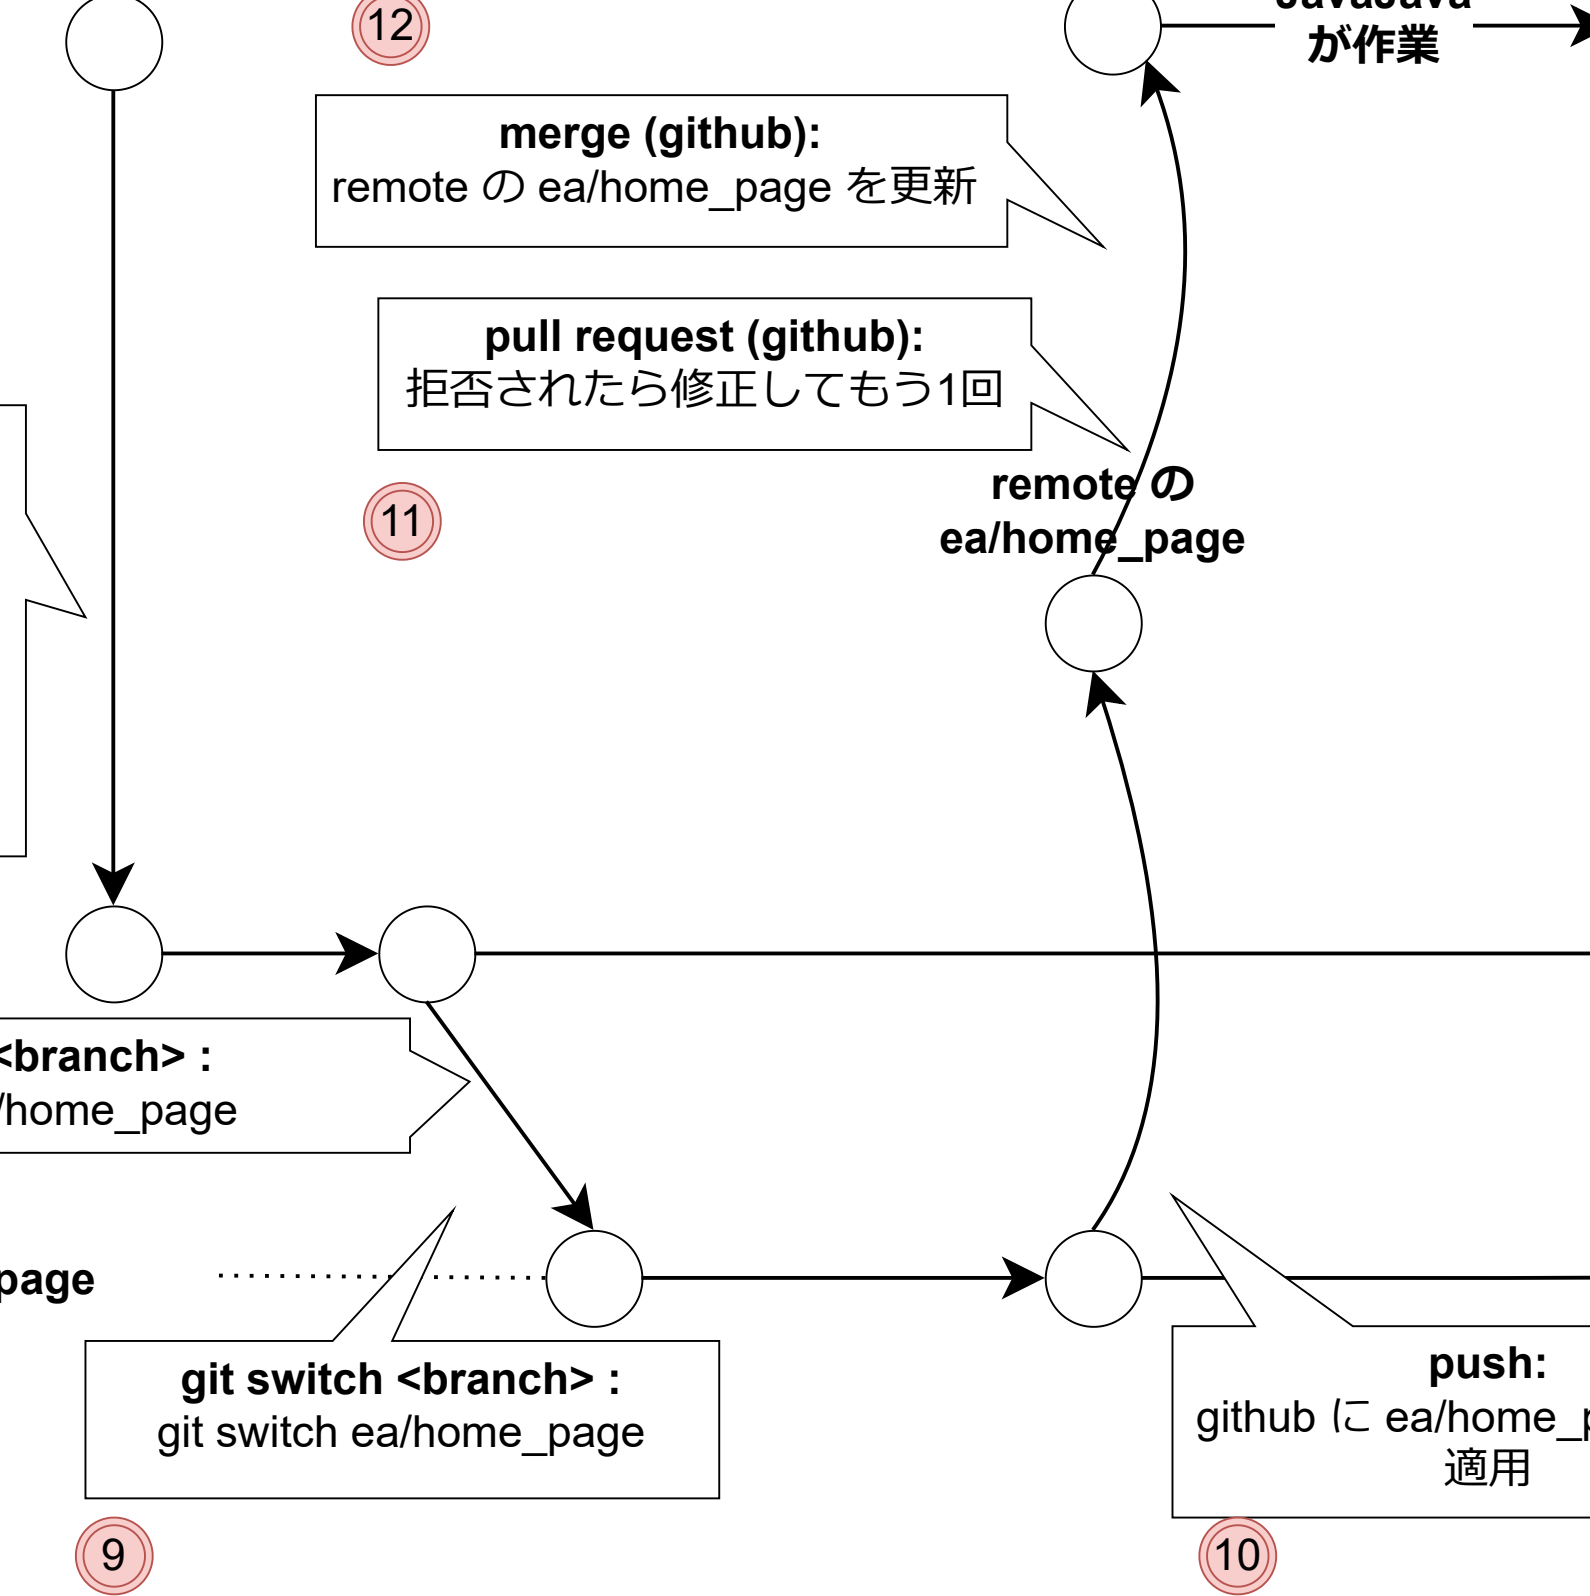 12
が作業
merge (github):
remote の ea/home_page を更新
pull request (github):
拒否されたら修正してもう1回
11
remote の
ea/home_page
<branch> :
/home_page
page
git switch <branch> :
git switch ea/home_page
push:
github に ea/home_p
適用
9
10